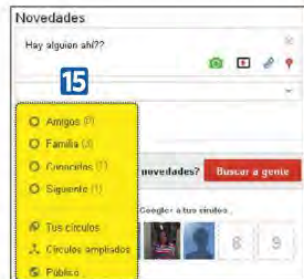 Novedades
Hay alguien ahí??
15
Amigos (0)
Familia (3)
Conocidos (1)
Siguiendo (1)
novedades? Buscar a gente
Google+ a tus círculos
Tus círculos
Círculos ampliados
8 9
Público